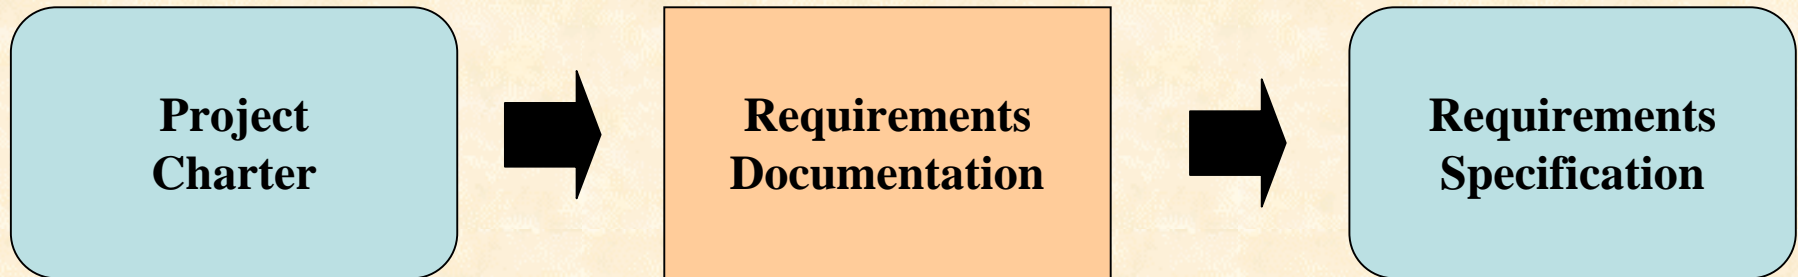 Project
Charter
Requirements
Documentation
Requirements
Specification